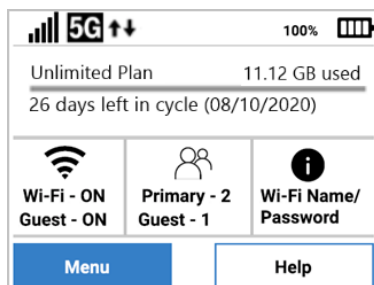 5G 100%
Unlimited Plan 11.12 GB used
26 days left in cycle (08/10/2020)
Wi-Fi - ON Primary - 2 Wi-Fi Name/
Guest - ON Guest - 1 Password
Menu Help